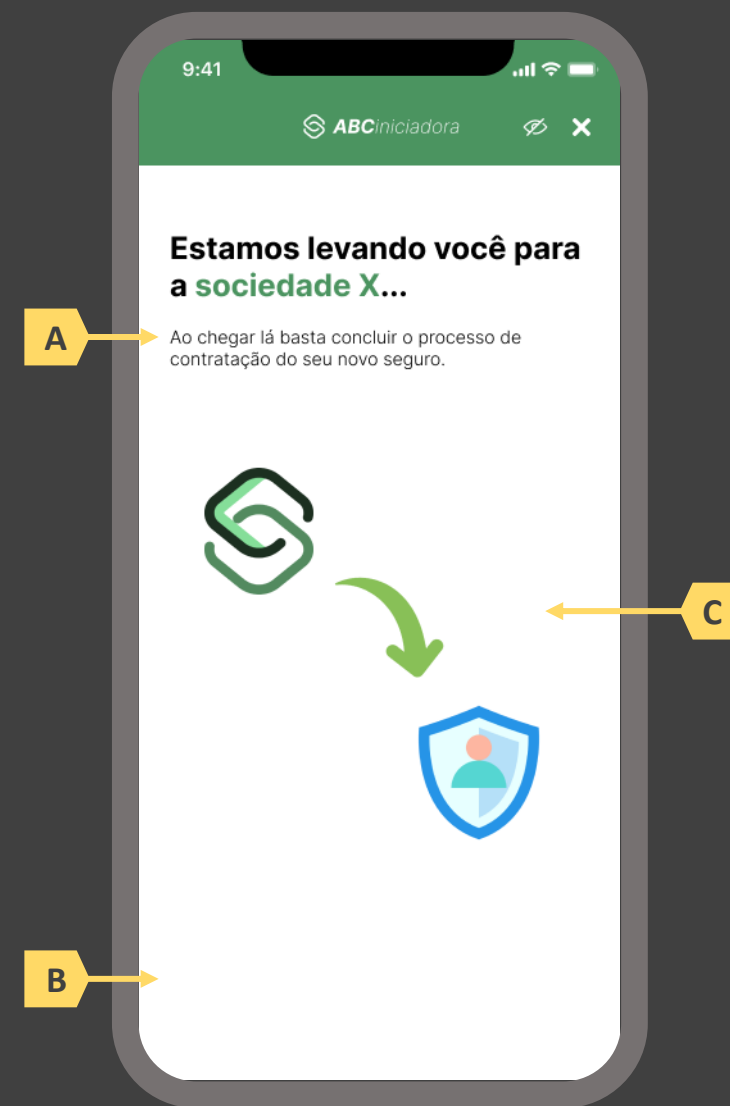 9:41
ABCiniciadora
Estamos levando você para
a sociedade X...
A
Ao chegar lá basta concluir o processo de
contratação do seu novo seguro.
C
B